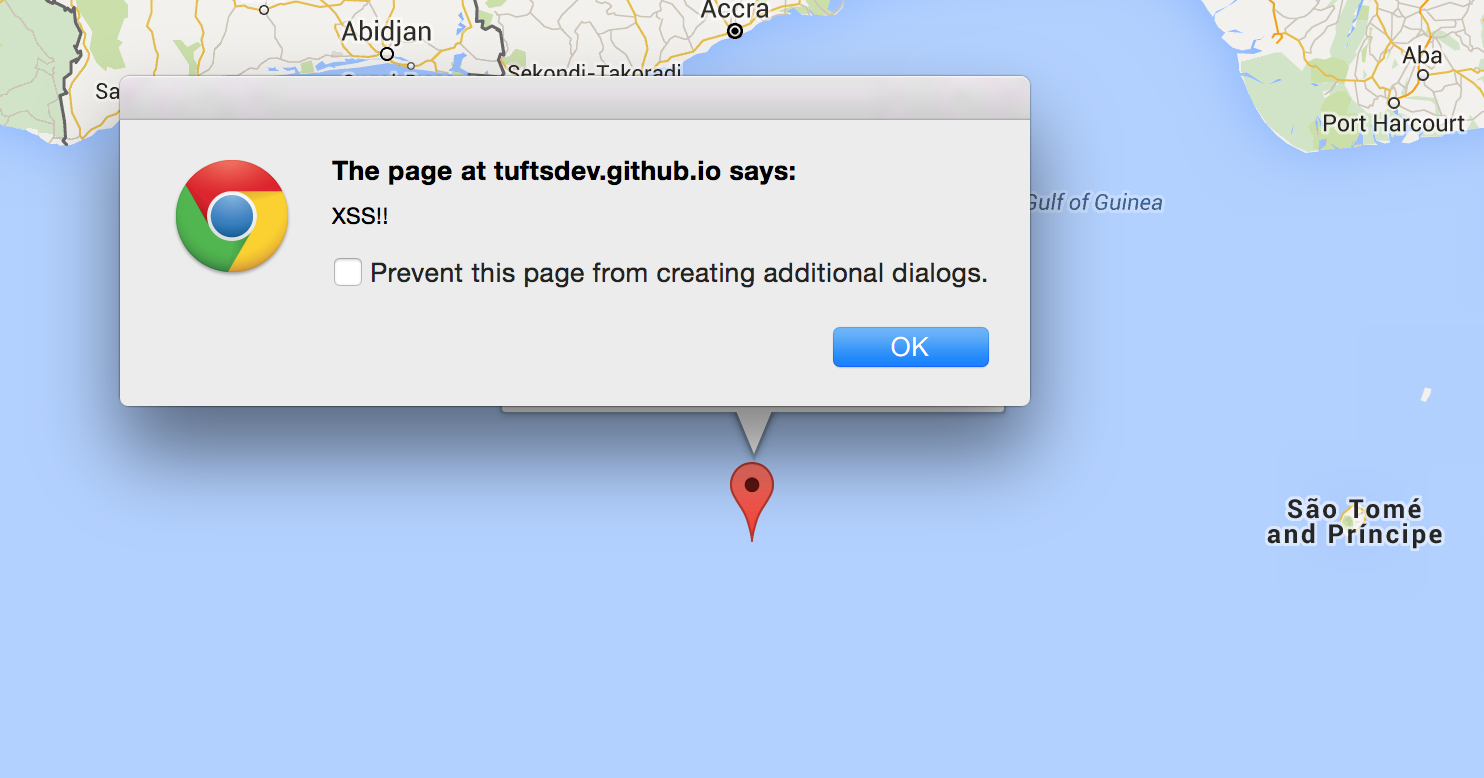 Accra
Abidjan
Sekondi-Takoradi
Aba
Port Harcourt
The page at tuftsdev.github.io says:
XSS!!
Gulf of Guinea
Prevent this page from creating additional dialogs.
OK
São Tomé
and Príncipe